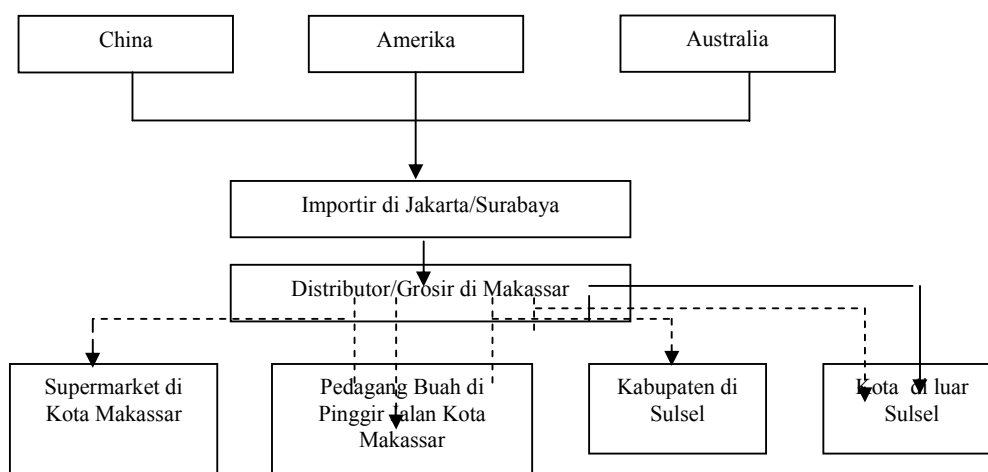 China
Amerika
Australia
Importir di Jakarta/Surabaya
Distributor/Grosir di Makassar
Supermarket di
Kota Makassar
Pedagang Buah di
Pinggir Jalan Kota
Makassar
Kabupaten di
Sulsel
Kota di luar
Sulsel